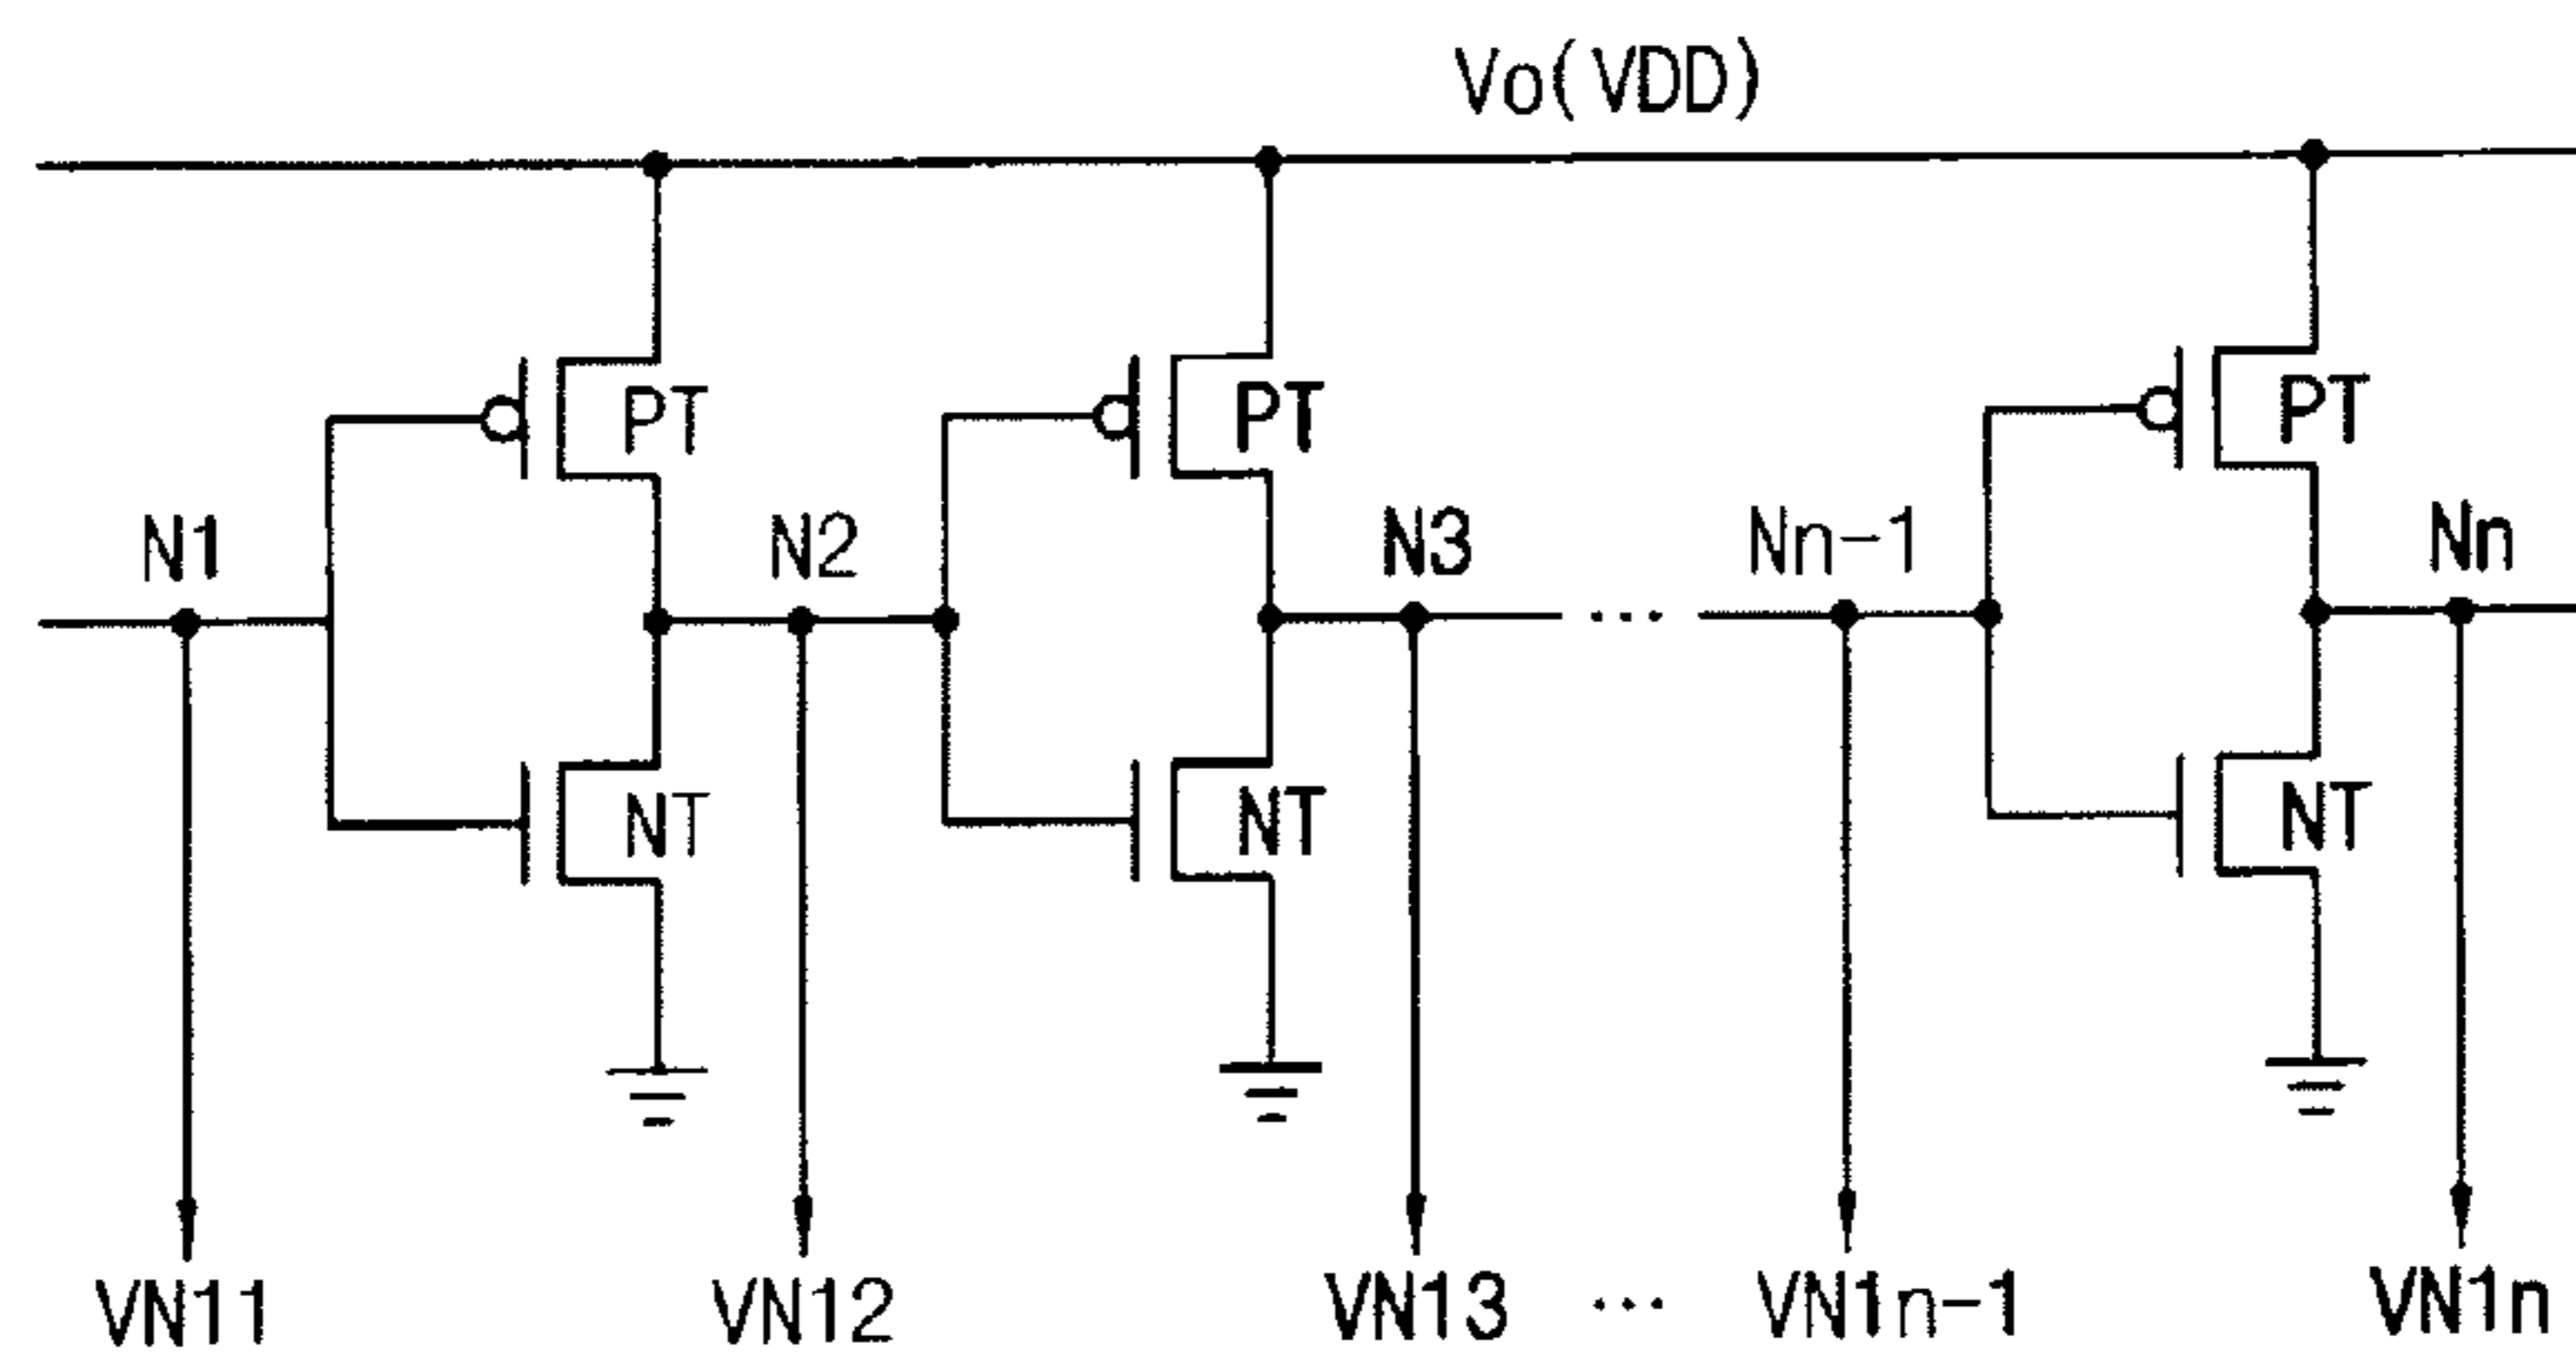 Vo(VDD)
PT PT PT
N1 N2 N3 Nn-1 Nn
...
NT NT NT
VN11 VN12 VN13 ... VN1n-1 VN1n